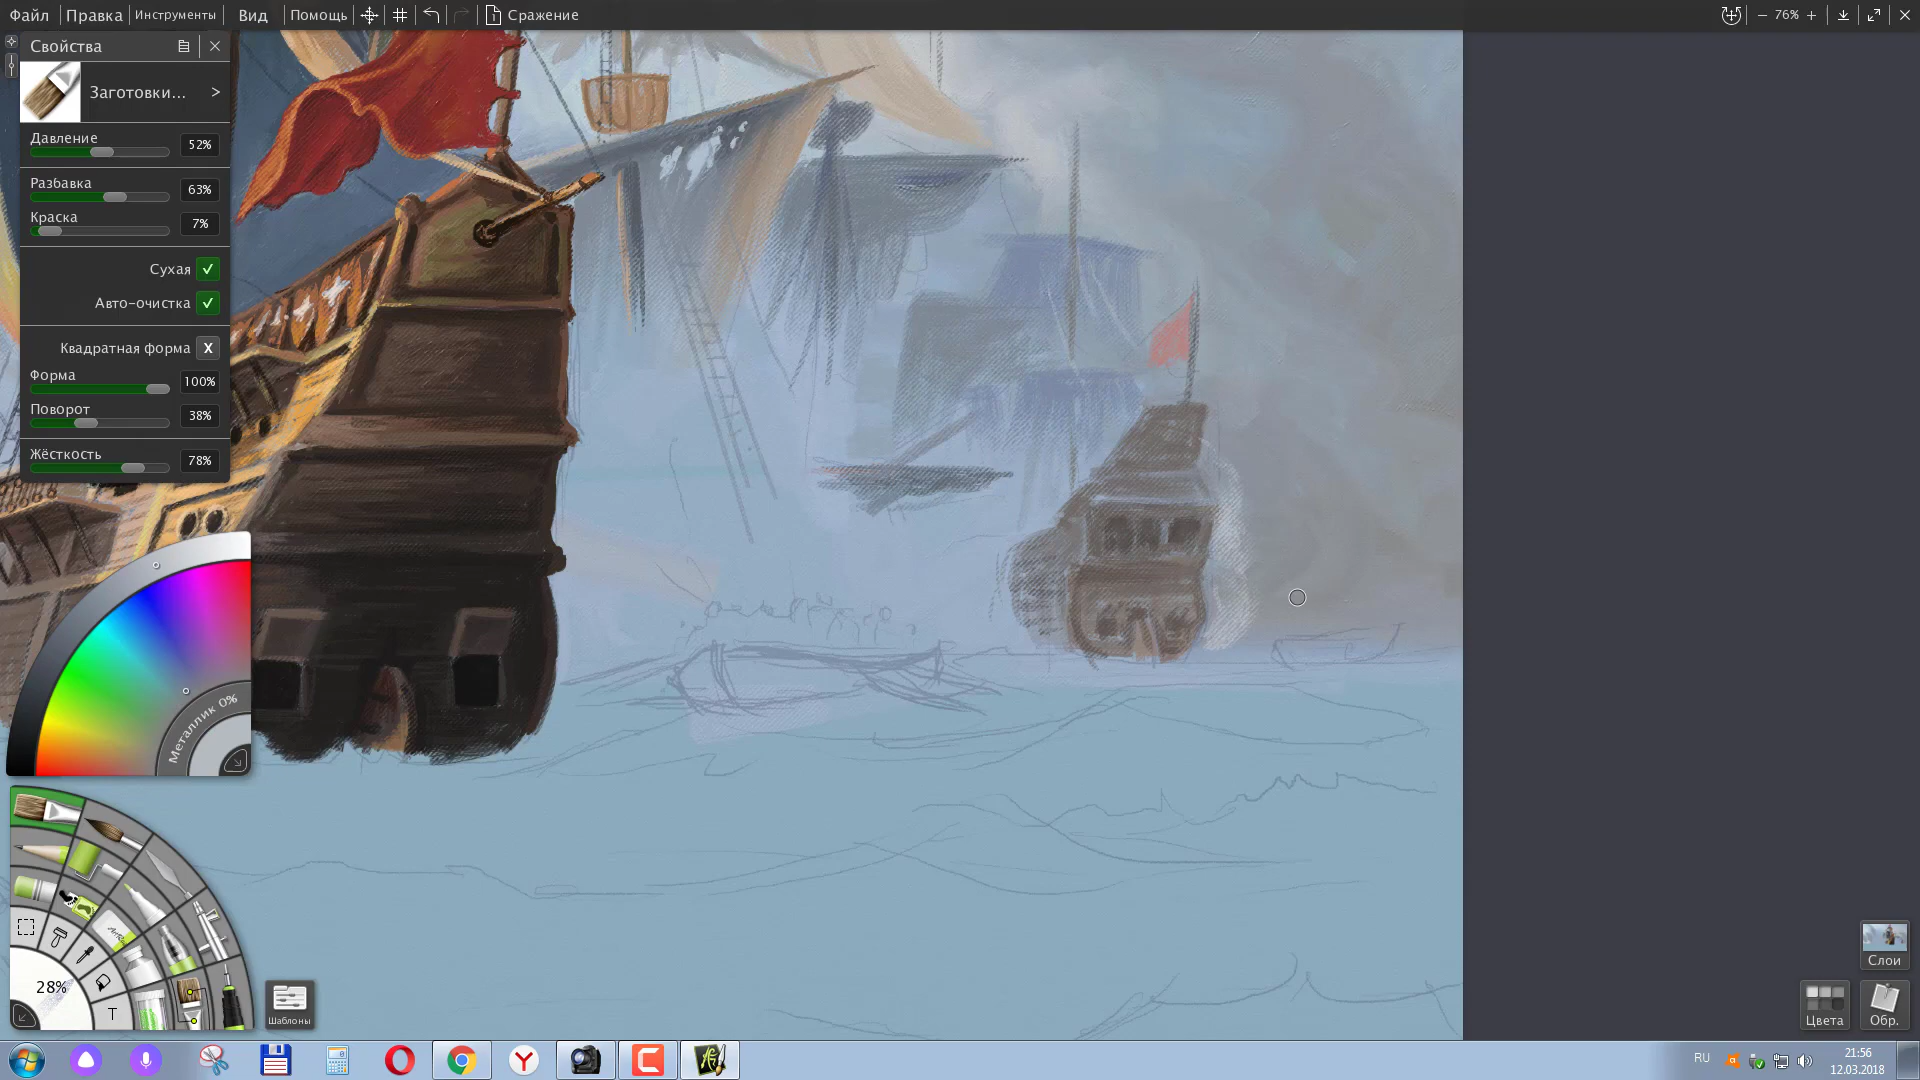 Файл Правка Инструменты Вид Помощь 1 Сражение 76%
Свойства
Заготовки... >
Давление 52%
Разбавка 63%
Краска 7%
Сухая
Авто-очистка
Квадратная форма X
Форма 100%
Поворот 38%
Жёсткость 78%
Металлик 0%
28%
T
Шаблоны
Слои
Цвета
Обр.
RU
21:56
12.03.2018